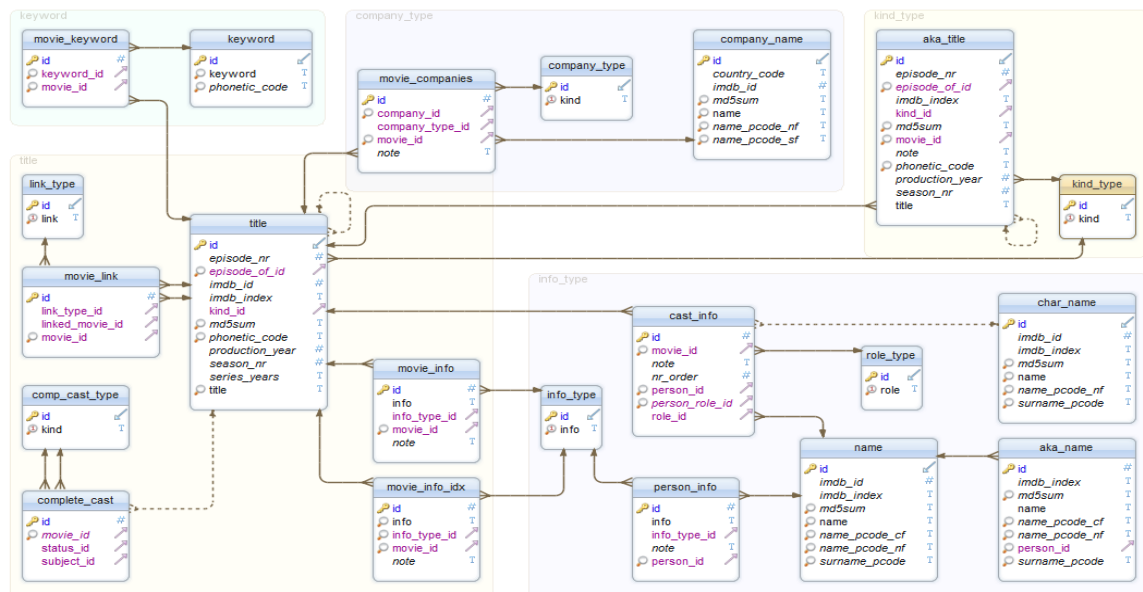 keyword
movie_keyword
id #
keyword_id
movie_id
keyword
id
keyword T
phonetic_code T
company_type
movie_companies
id #
company_id
company_type_id
movie_id
note T
company_type
id
kind T
company_name
id
country_code T
imdb_id #
md5sum T
name T
name_pcode_nf T
name_pcode_sf T
kind_type
aka_title
id
episode_nr #
episode_of_id
imdb_index T
kind_id
md5sum T
movie_id
note T
phonetic_code T
production_year #
season_nr #
title T
kind_type
id
kind T
title
link_type
id
link T
movie_link
id #
link_type_id
linked_movie_id
movie_id
title
id
episode_nr #
episode_of_id
imdb_id #
imdb_index T
kind_id
md5sum T
phonetic_code T
production_year #
season_nr #
series_years T
title T
comp_cast_type
id
kind T
complete_cast
id #
movie_id
status_id
subject_id
movie_info
id #
info T
info_type_id
movie_id
note T
movie_info_idx
id #
info T
info_type_id
movie_id
note T
info_type
info_type
id
info T
cast_info
id #
movie_id
note T
nr_order #
person_id
person_role_id
role_id
role_type
id
role T
char_name
id
imdb_id #
imdb_index T
md5sum T
name T
name_pcode_nf T
surname_pcode T
person_info
id #
info T
info_type_id
note T
person_id
name
id
imdb_id #
imdb_index T
md5sum T
name T
name_pcode_cf T
name_pcode_nf T
surname_pcode T
aka_name
id #
imdb_index T
md5sum T
name T
name_pcode_cf T
name_pcode_nf T
person_id
surname_pcode T